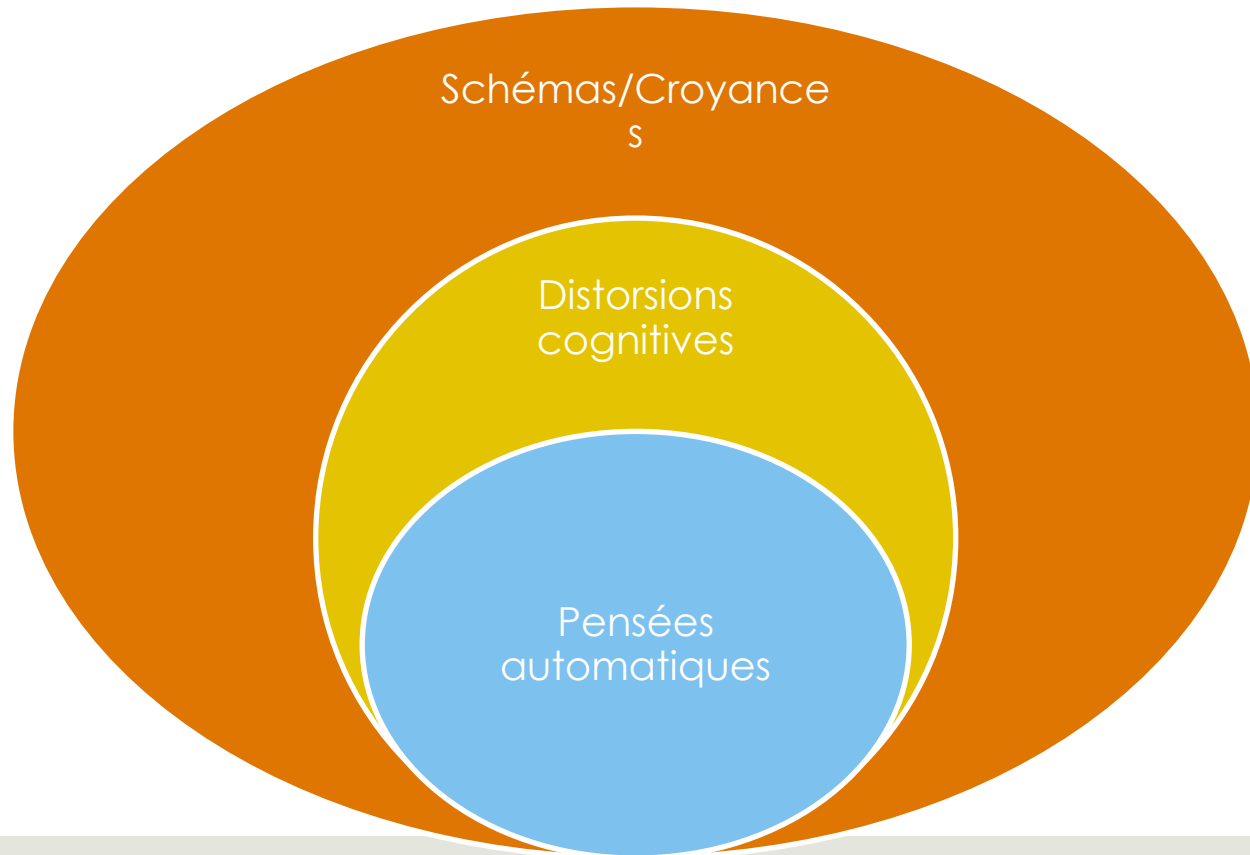 Schémas/Croyance
s
Distorsions
cognitives
Pensées
automatiques